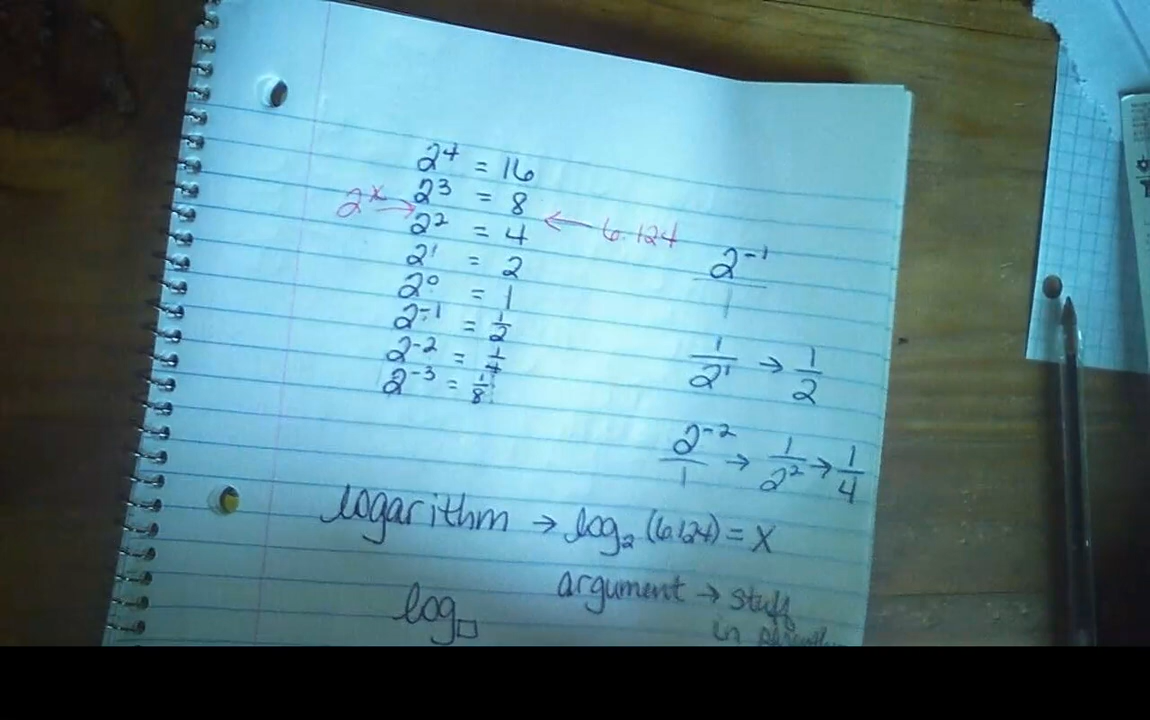 2⁴ = 16
2³ = 8
2ˣ
2² = 4
6.124
2¹ = 2
2⁰ = 1
2⁻¹ = 1/2
2⁻² = 1/4
2⁻³ = 1/8
2⁻¹/1
1/2¹ → 1/2
2⁻²/1 → 1/2² → 1/4
logarithm → log₂ (6.124) = x
argument → stuff
in
log□